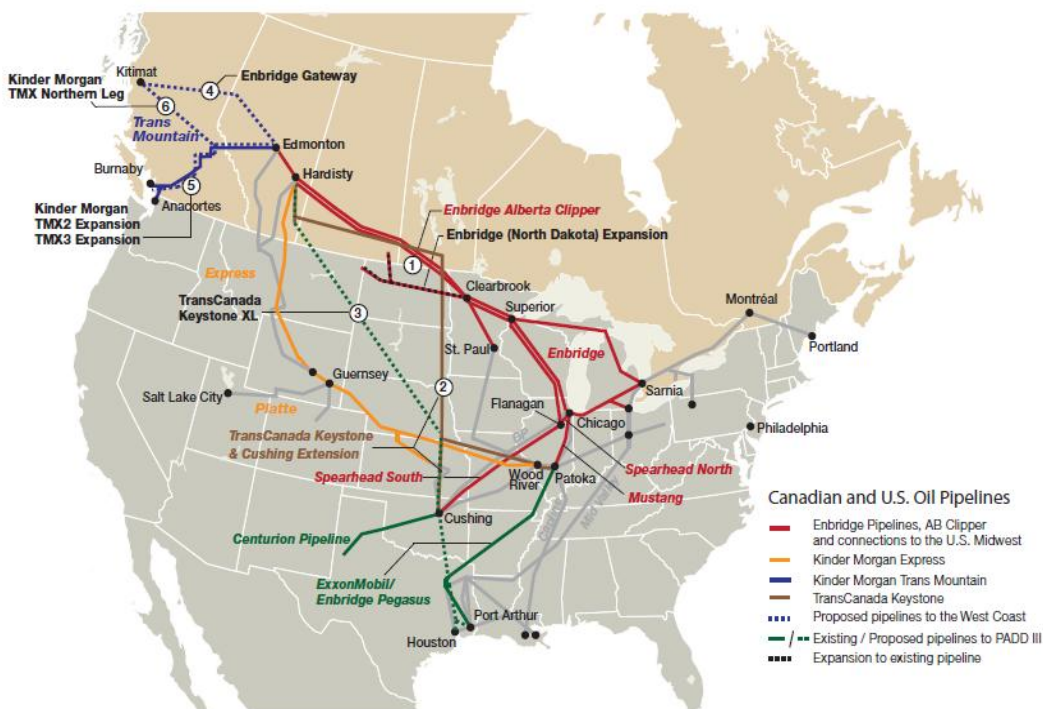 Kinder Morgan
TMX Northern Leg
Kitimat
4
Enbridge Gateway
6
Trans
Mountain
Edmonton
Burnaby
Hardisty
5
Anacortes
Kinder Morgan
TMX2 Expansion
TMX3 Expansion
Enbridge Alberta Clipper
Enbridge (North Dakota) Expansion
1
Express
Clearbrook
TransCanada
Keystone XL
3
Superior
Montréal
St. Paul
Enbridge
Portland
Guernsey
2
Sarnia
Salt Lake City
Platte
Flanagan
Chicago
Philadelphia
GP
TransCanada Keystone
& Cushing Extension
Spearhead South
Wood
River
Patoka
Spearhead North
Mustang
Cushing
Capline
Mid Valley
Centurion Pipeline
ExxonMobil/
Enbridge Pegasus
Port Arthur
Houston
Canadian and U.S. Oil Pipelines
Enbridge Pipelines, AB Clipper
and connections to the U.S. Midwest
Kinder Morgan Express
Kinder Morgan Trans Mountain
TransCanada Keystone
Proposed pipelines to the West Coast
Existing / Proposed pipelines to PADD III
Expansion to existing pipeline